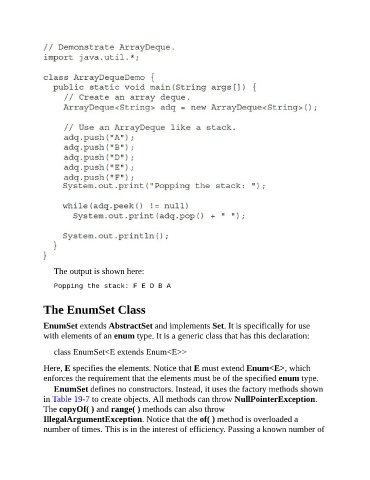 // Demonstrate ArrayDeque.
import java.util.*;
class ArrayDequeDemo {
public static void main(String args[]) {
// Create an array deque.
ArrayDeque<String> adq = new ArrayDeque<String>();
// Use an ArrayDeque like a stack.
adq.push("A");
adq.push("B");
adq.push("D");
adq.push("E");
adq.push("F");
System.out.print("Popping the stack: ");
while(adq.peek() != null)
System.out.print(adq.pop() + " ");
System.out.println();
}
}
The output is shown here:
Popping the stack: F E D B A
The EnumSet Class
EnumSet extends AbstractSet and implements Set. It is specifically for use
with elements of an enum type. It is a generic class that has this declaration:
class EnumSet<E extends Enum<E>>
Here, E specifies the elements. Notice that E must extend Enum<E>, which
enforces the requirement that the elements must be of the specified enum type.
EnumSet defines no constructors. Instead, it uses the factory methods shown
in Table 19-7 to create objects. All methods can throw NullPointerException.
The copyOf( ) and range( ) methods can also throw
IllegalArgumentException. Notice that the of( ) method is overloaded a
number of times. This is in the interest of efficiency. Passing a known number of